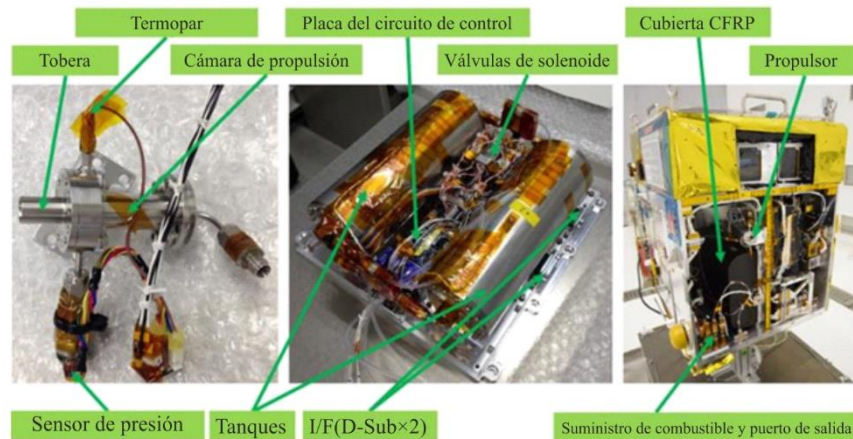 Termopar
Placa del circuito de control
Cubierta CFRP
Tobera
Cámara de propulsión
Válvulas de solenoide
Propulsor
Sensor de presión
Tanques
I/F(D-Sub×2)
Suministro de combustible y puerto de salida